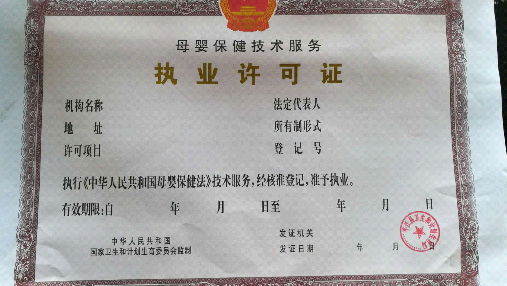 母婴保健技术服务
执业许可证
机构名称 法定代表人
地 址 所有制形式
许可项目 登 记 号
执行《中华人民共和国母婴保健法》技术服务，经核准登记，准予执业。
有效期限：自 年 月 日至 年 月 日
中华人民共和国 发证机关
国家卫生和计划生育委员会监制 发证日期 年 月 日